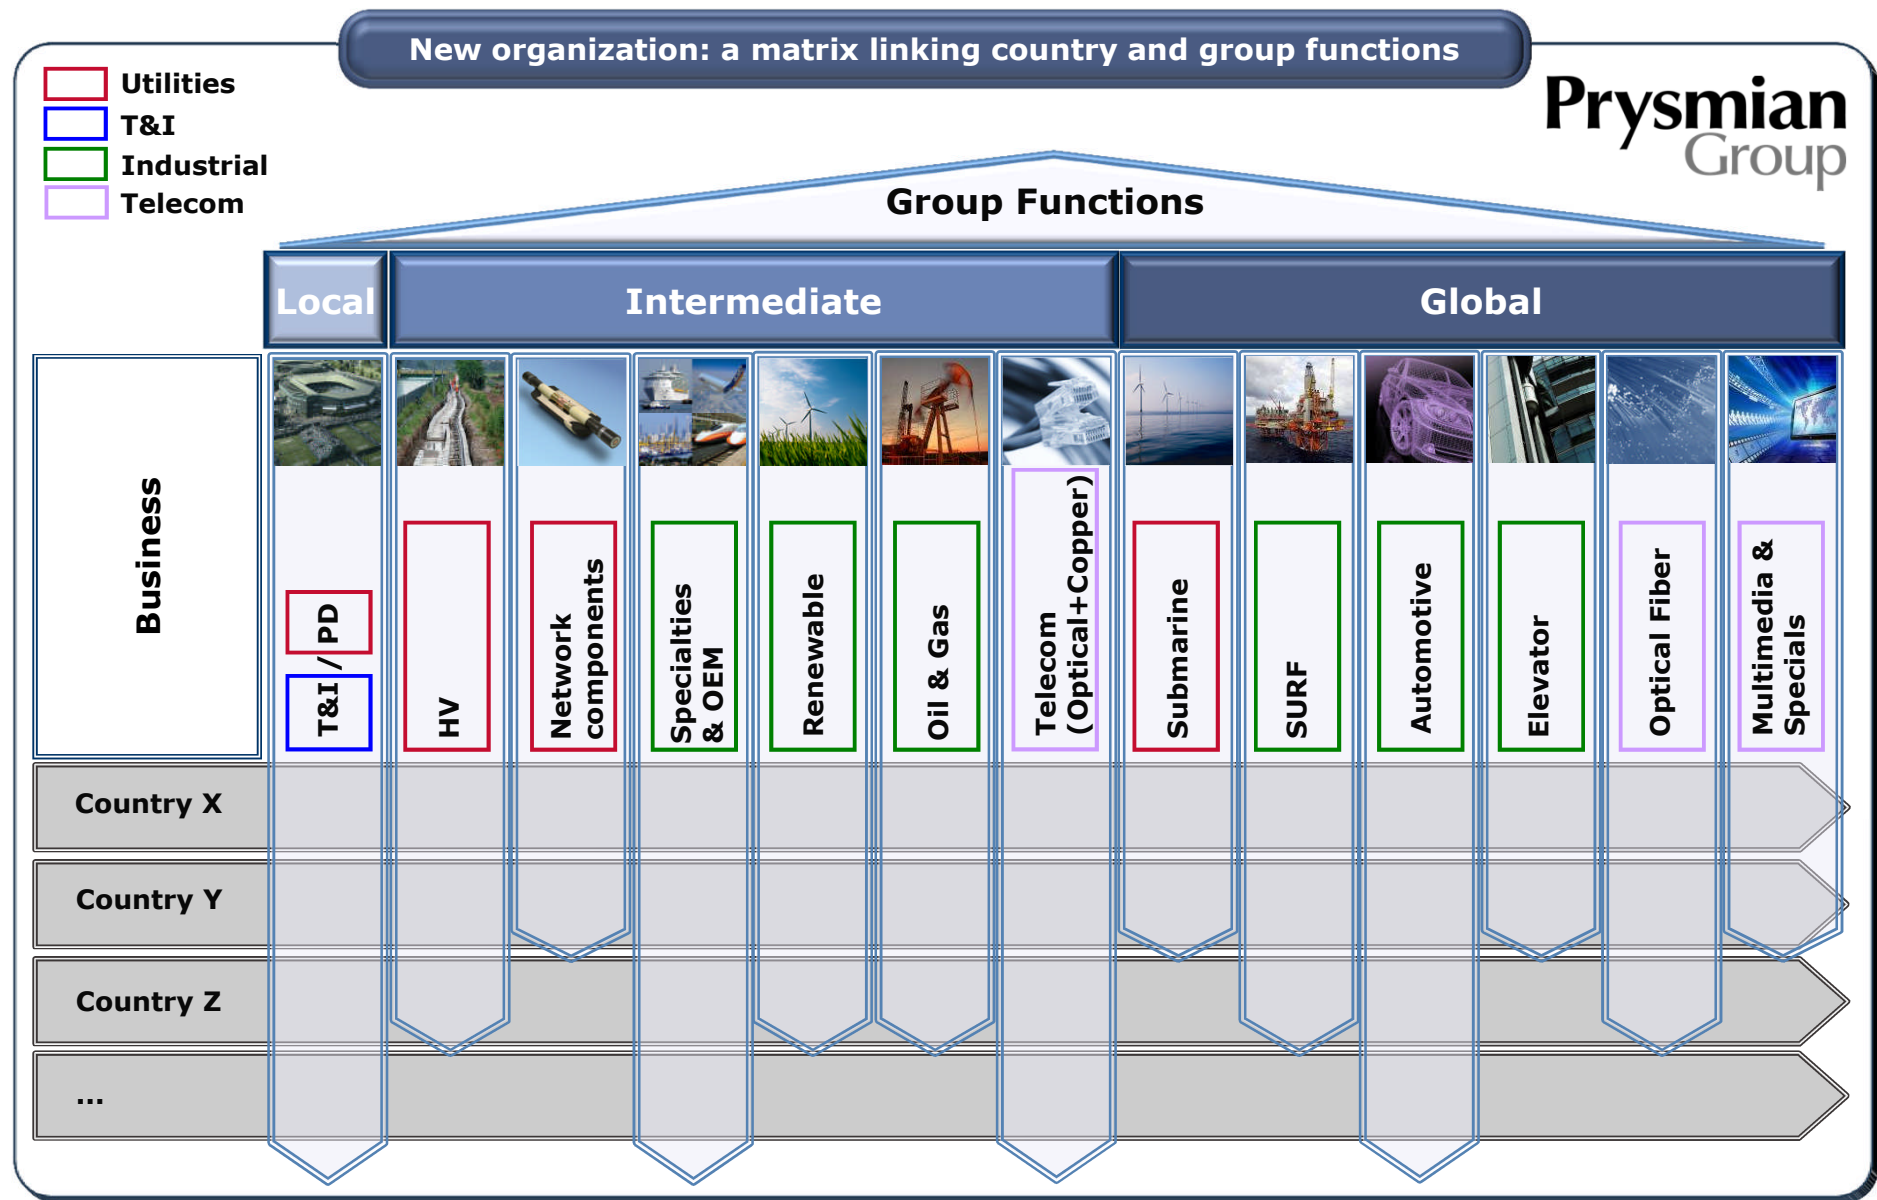 New organization: a matrix linking country and group functions
Utilities
T&I
Industrial
Telecom
Prysmian
Group
Group Functions
Local
Intermediate
Global
Business
T&I / PD
HV
Network
components
Specialties
& OEM
Renewable
Oil & Gas
Telecom
(Optical+Copper)
Submarine
SURF
Automotive
Elevator
Optical Fiber
Multimedia &
Specials
Country X
Country Y
Country Z
...